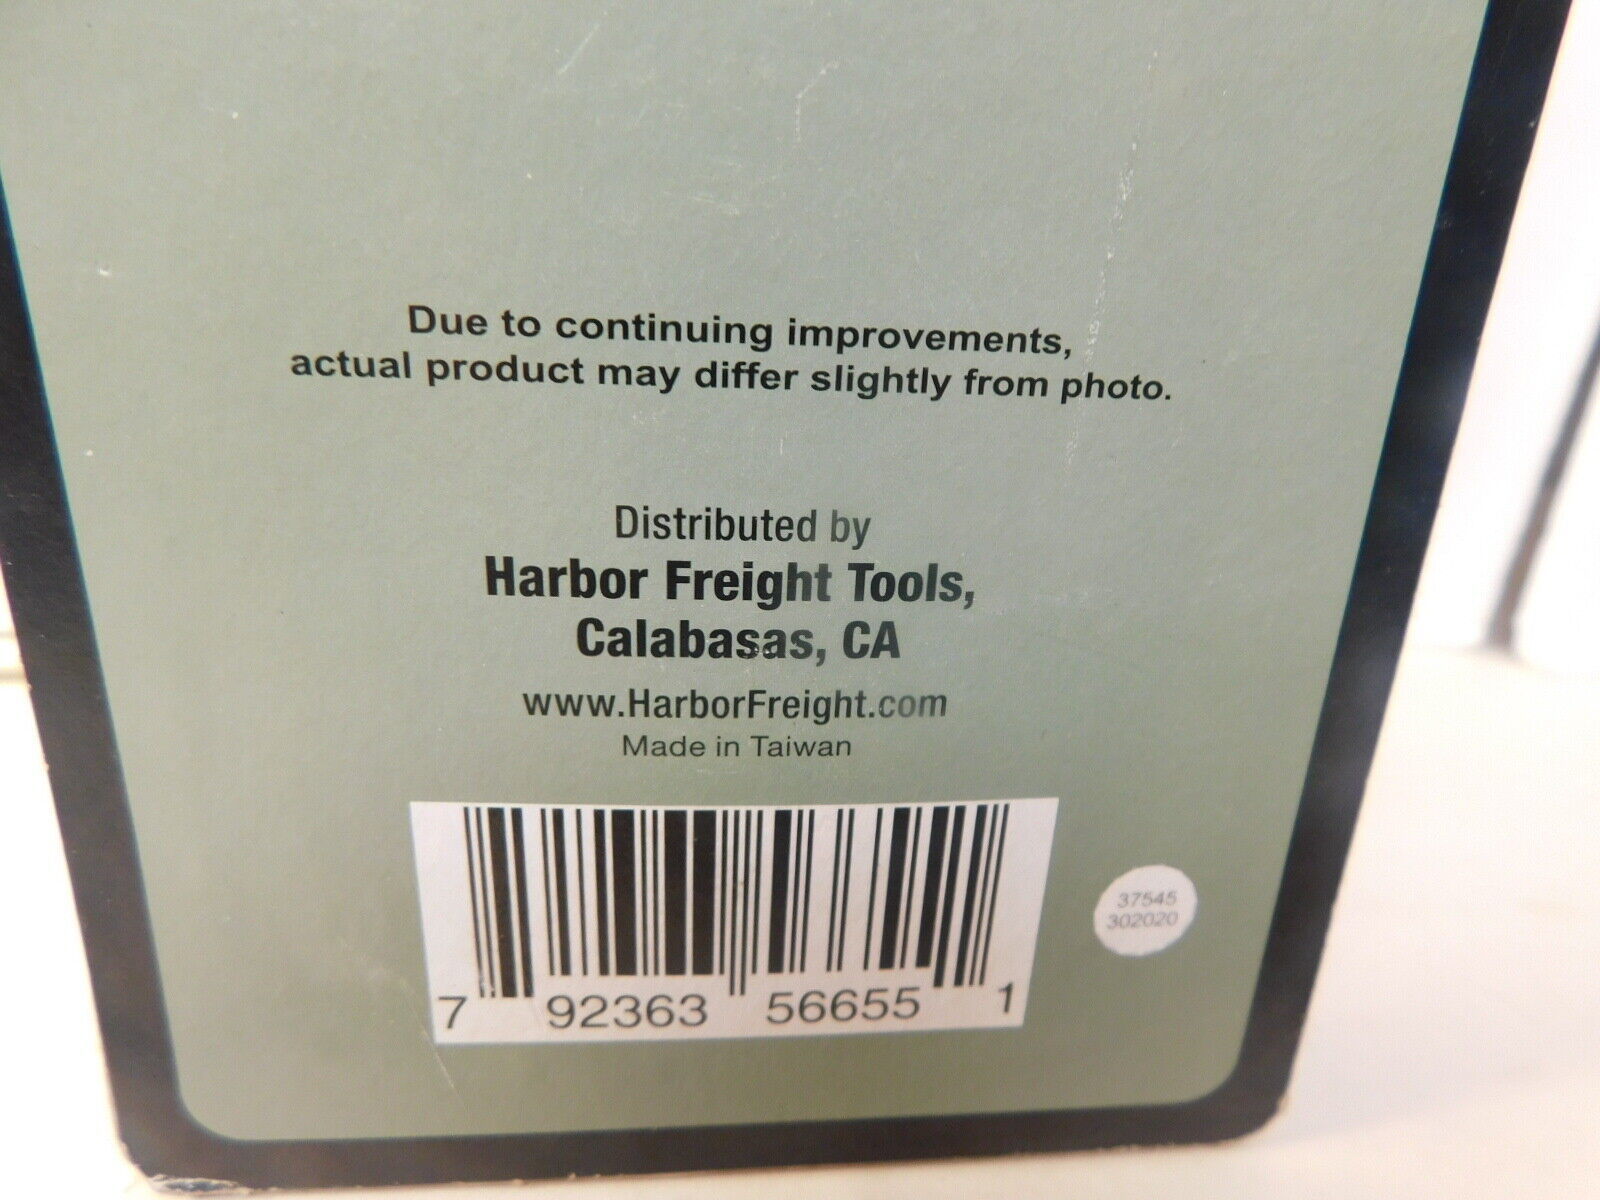 Due to continuing improvements,
actual product may differ slightly from photo.
Distributed by
Harbor Freight Tools,
Calabasas, CA
www.HarborFreight.com
Made in Taiwan
7 92363 56655 1
37545
302020